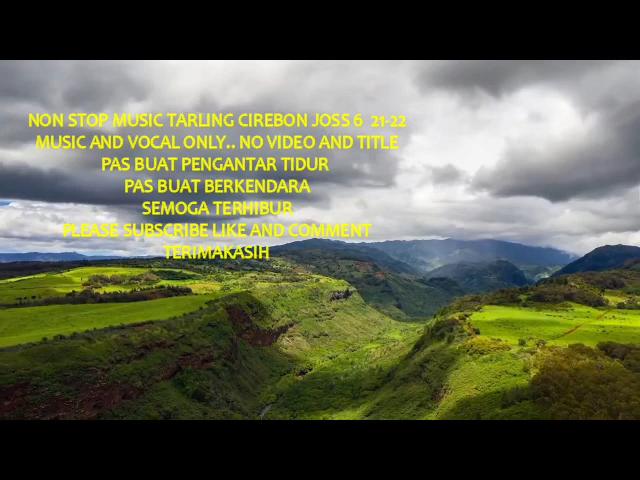 NON STOP MUSIC TARLING CIREBON JOSS 6 21-22
MUSIC AND VOCAL ONLY.. NO VIDEO AND TITLE
PAS BUAT PENGANTAR TIDUR
PAS BUAT BERKENDARA
SEMOGA TERHIBUR
PLEASE SUBSCRIBE LIKE AND COMMENT
TERIMAKASIH